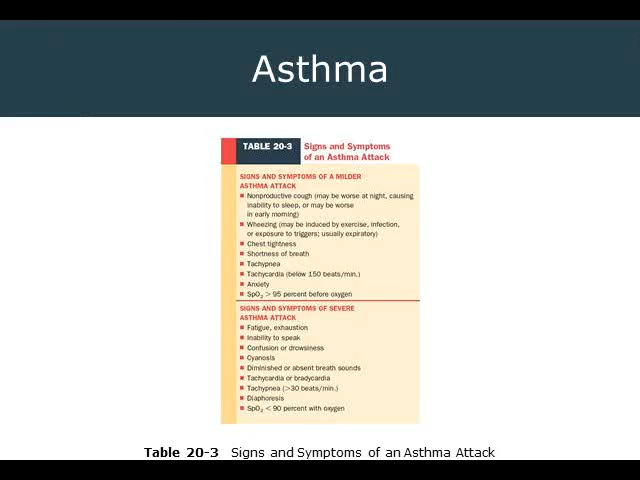 Asthma
TABLE 20-3
Signs and Symptoms
of an Asthma Attack
SIGNS AND SYMPTOMS OF A MILDER
ASTHMA ATTACK
■ Nonproductive cough (may be worse at night, causing
inability to sleep, or may be worse
in early morning)
■ Wheezing (may be induced by exercise, infection,
or exposure to triggers; usually expiratory)
■ Chest tightness
■ Shortness of breath
■ Tachypnea
■ Tachycardia (below 150 beats/min.)
■ Anxiety
■ SpO₂ > 95 percent before oxygen
SIGNS AND SYMPTOMS OF SEVERE
ASTHMA ATTACK
■ Fatigue, exhaustion
■ Inability to speak
■ Confusion or drowsiness
■ Cyanosis
■ Diminished or absent breath sounds
■ Tachycardia or bradycardia
■ Tachypnea (>30 beats/min.)
■ Diaphoresis
■ SpO₂ < 90 percent with oxygen
Table 20-3 Signs and Symptoms of an Asthma Attack